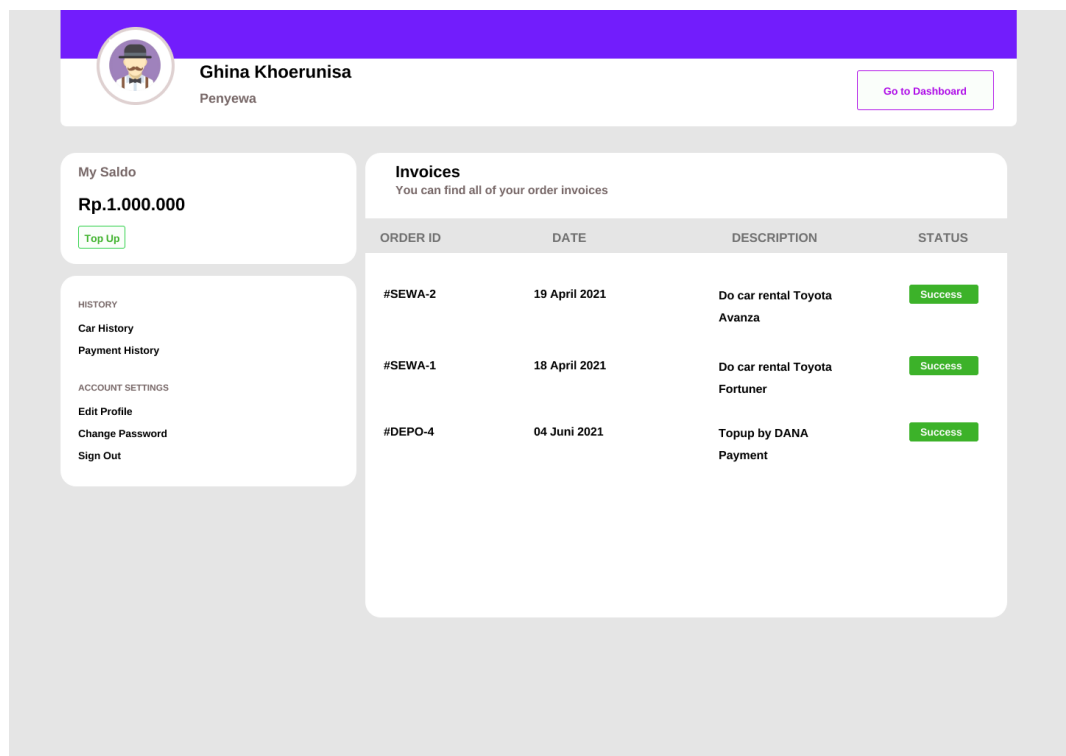 Ghina Khoerunisa
Penyewa
Go to Dashboard
My Saldo
Rp.1.000.000
Top Up
HISTORY
Car History
Payment History
ACCOUNT SETTINGS
Edit Profile
Change Password
Sign Out
Invoices
You can find all of your order invoices
ORDER ID DATE DESCRIPTION STATUS
#SEWA-2 19 April 2021 Do car rental Toyota Success
Avanza
#SEWA-1 18 April 2021 Do car rental Toyota Success
Fortuner
#DEPO-4 04 Juni 2021 Topup by DANA Success
Payment